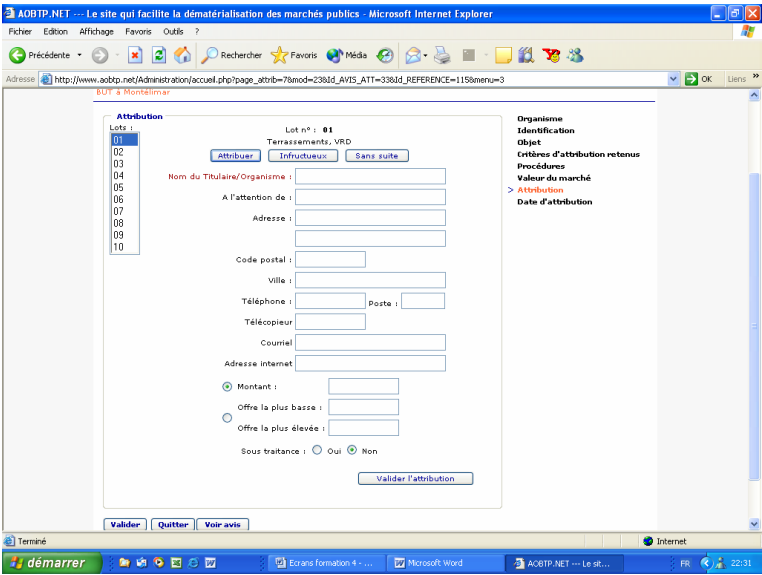 AOBTP.NET --- Le site qui facilite la dématérialisation des marchés publics - Microsoft Internet Explorer
Fichier Edition Affichage Favoris Outils ?
Précédente Rechercher Favoris Média
Adresse http://www.aobtp.net/Administration/accueil.php?page_attrib=7&mod=23&Id_AVIS_ATT=33&Id_REFERENCE=115&menu=3 OK Liens »
BUT à Montélimar
Attribution
Lots :
01
02
03
04
05
06
07
08
09
10
Lot n° : 01
Terrassements, VRD
Attribuer Infructueux Sans suite
Nom du Titulaire/Organisme :
A l'attention de :
Adresse :
Code postal :
Ville :
Téléphone : Poste :
Télécopieur
Courriel
Adresse internet
Montant :
Offre la plus basse :
Offre la plus élevée :
Sous traitance : Oui Non
Valider l'attribution
Organisme
Identification
Objet
Critères d'attribution retenus
Procédures
Valeur du marché
> Attribution
Date d'attribution
Valider Quitter Voir avis
Terminé Internet
démarrer Ecrans formation 4 - ... Microsoft Word AOBTP.NET --- Le sit... FR 22:31